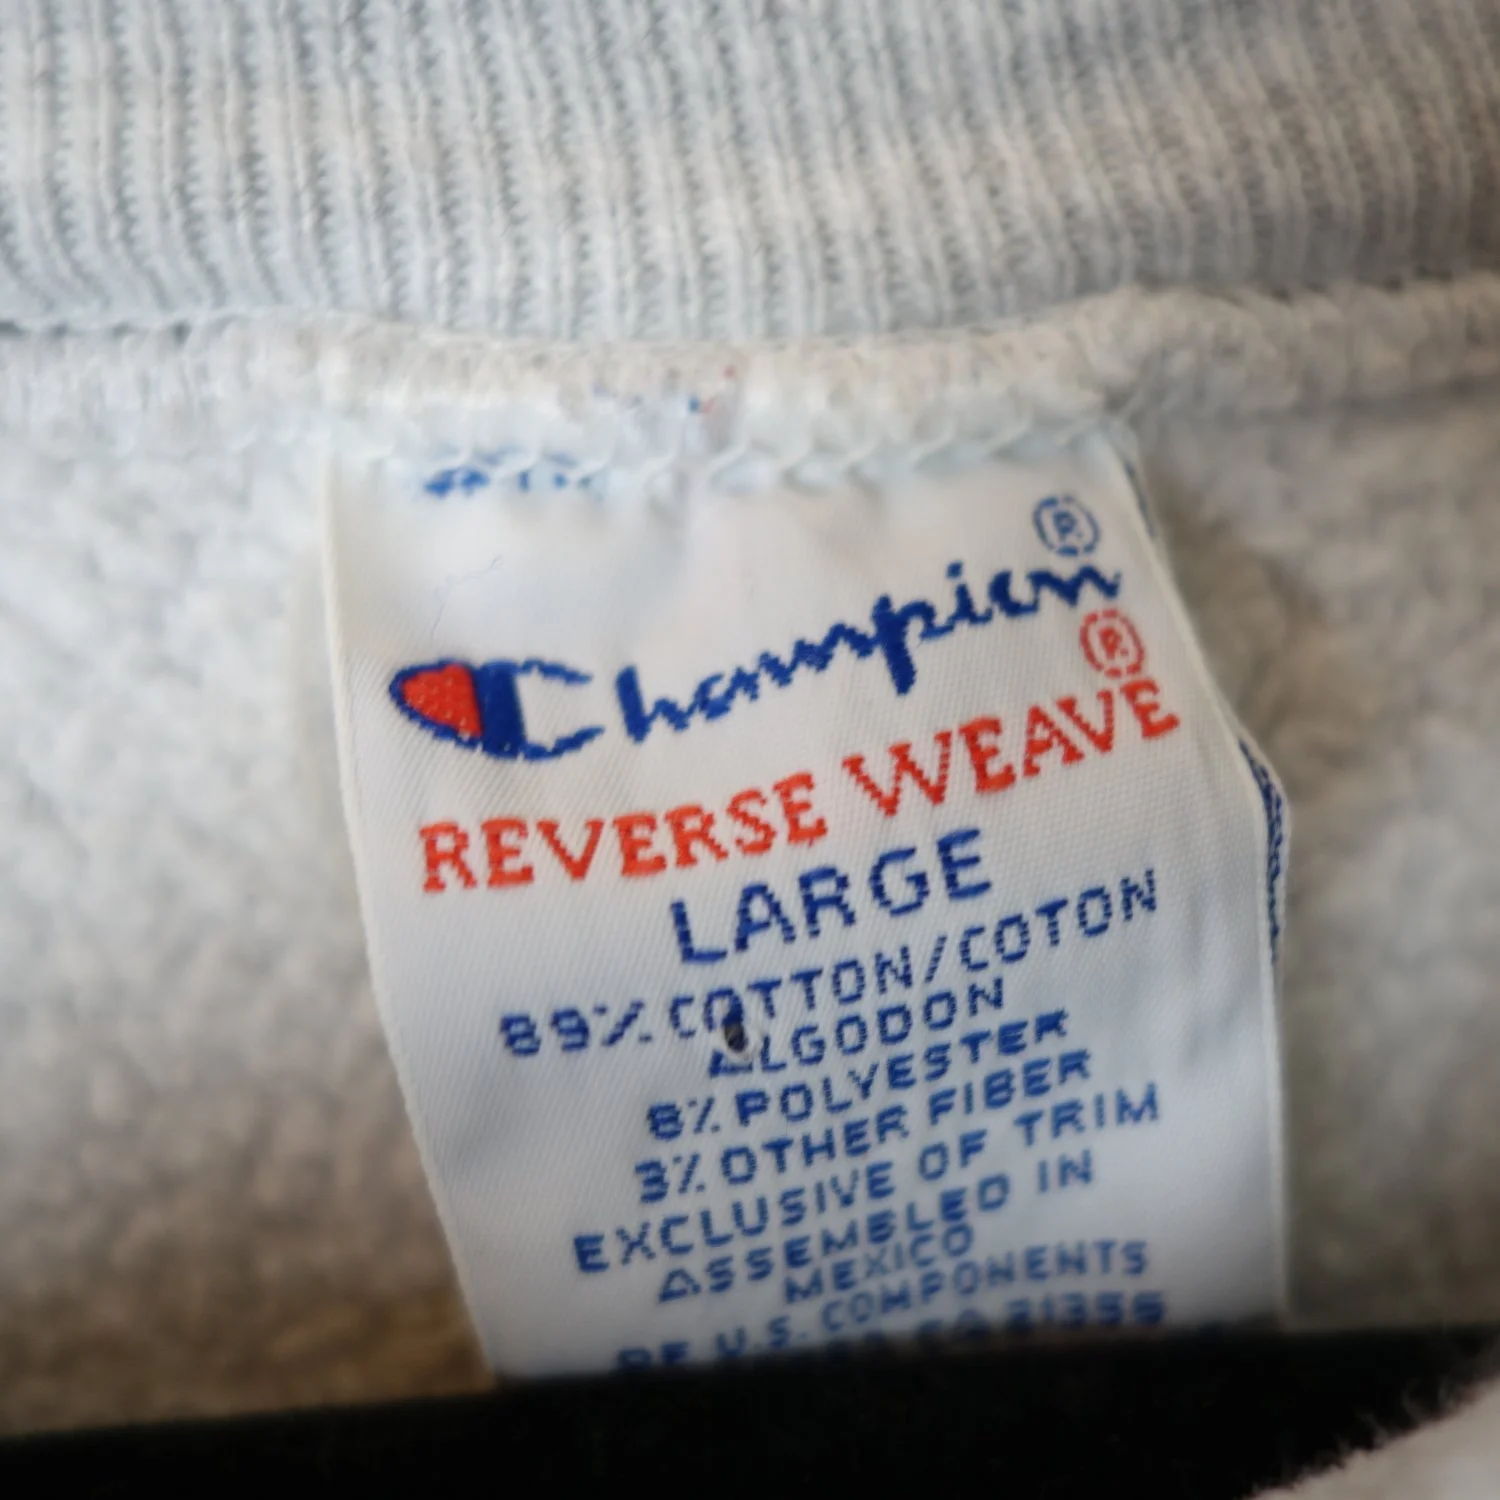 Champion®
REVERSE WEAVE®
LARGE
89% COTTON/COTON
ALGODON
8% POLYESTER
3% OTHER FIBER
EXCLUSIVE OF TRIM
ASSEMBLED IN
MEXICO
OF U.S. COMPONENTS